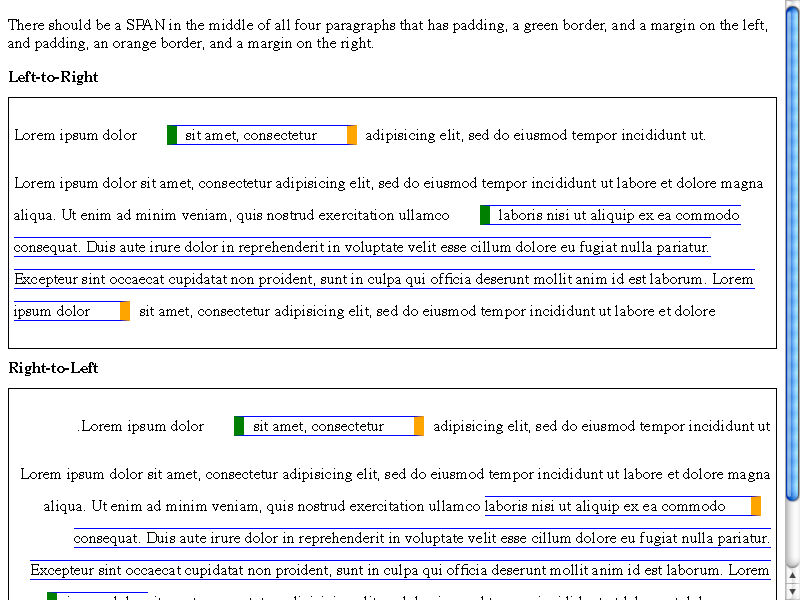 There should be a SPAN in the middle of all four paragraphs that has padding, a green border, and a margin on the left,
and padding, an orange border, and a margin on the right.
Left-to-Right
Lorem ipsum dolor sit amet, consectetur adipisicing elit, sed do eiusmod tempor incididunt ut.
Lorem ipsum dolor sit amet, consectetur adipisicing elit, sed do eiusmod tempor incididunt ut labore et dolore magna
aliqua. Ut enim ad minim veniam, quis nostrud exercitation ullamco laboris nisi ut aliquip ex ea commodo
consequat. Duis aute irure dolor in reprehenderit in voluptate velit esse cillum dolore eu fugiat nulla pariatur.
Excepteur sint occaecat cupidatat non proident, sunt in culpa qui officia deserunt mollit anim id est laborum. Lorem
ipsum dolor sit amet, consectetur adipisicing elit, sed do eiusmod tempor incididunt ut labore et dolore
Right-to-Left
.Lorem ipsum dolor sit amet, consectetur adipisicing elit, sed do eiusmod tempor incididunt ut
Lorem ipsum dolor sit amet, consectetur adipisicing elit, sed do eiusmod tempor incididunt ut labore et dolore magna
aliqua. Ut enim ad minim veniam, quis nostrud exercitation ullamco laboris nisi ut aliquip ex ea commodo
consequat. Duis aute irure dolor in reprehenderit in voluptate velit esse cillum dolore eu fugiat nulla pariatur.
Excepteur sint occaecat cupidatat non proident, sunt in culpa qui officia deserunt mollit anim id est laborum. Lorem